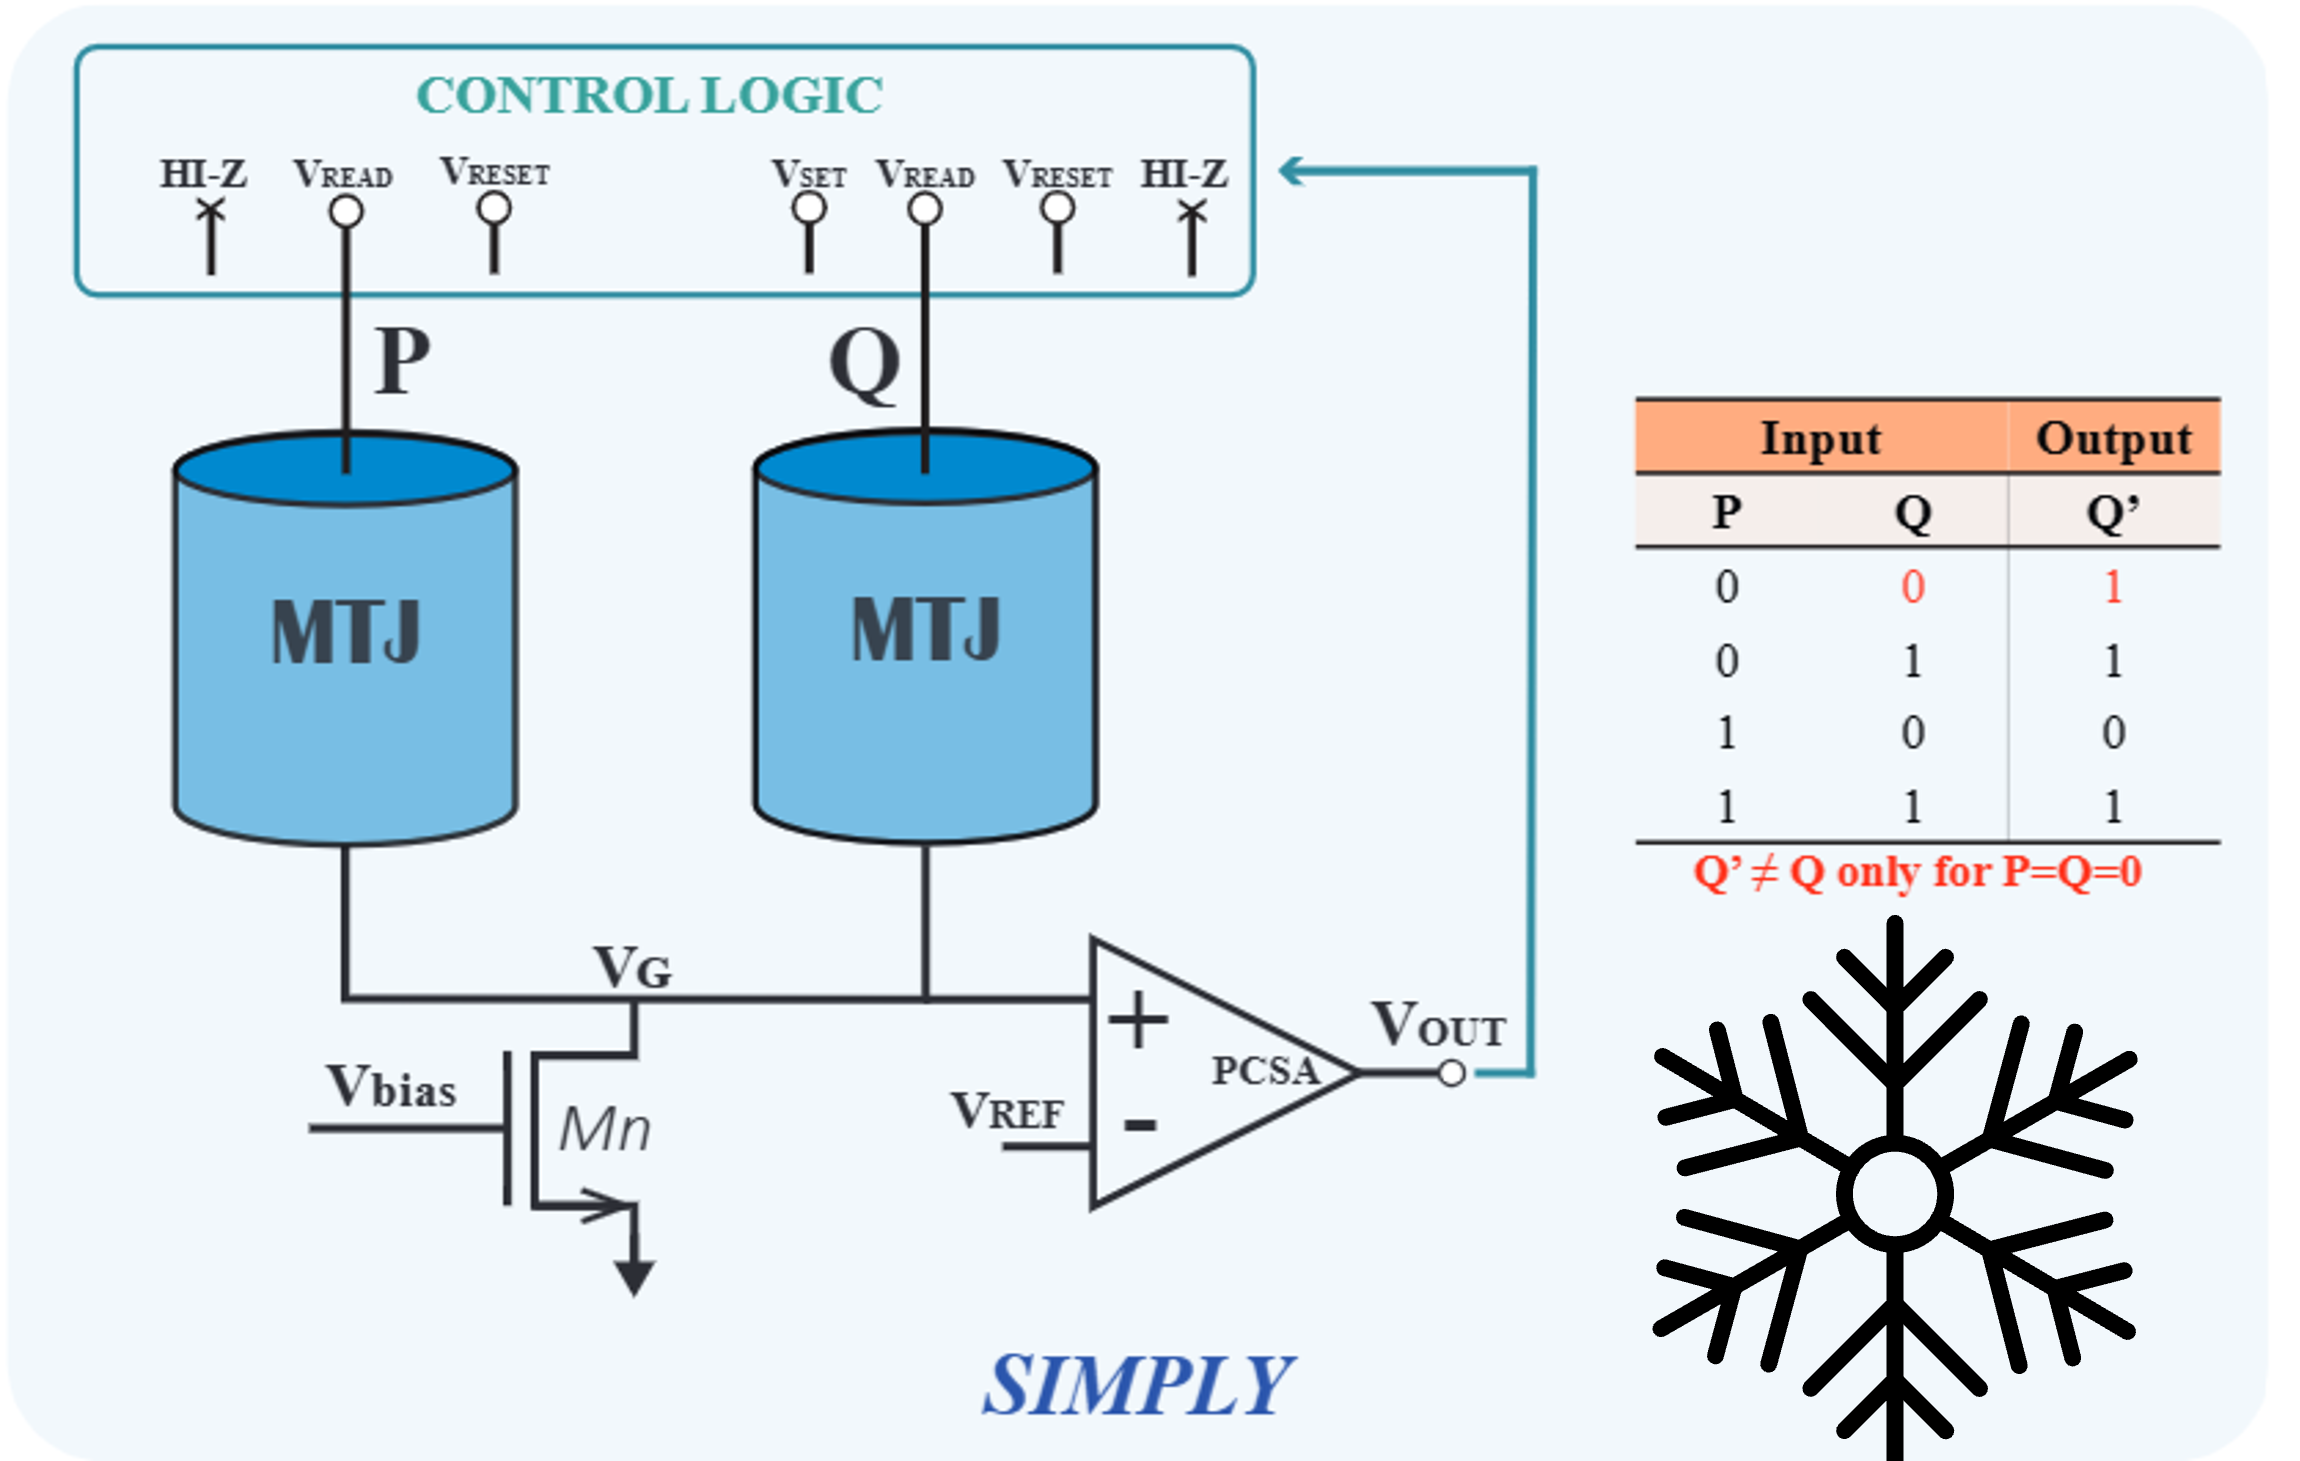 CONTROL LOGIC
HI-Z VREAD VRESET VSET VREAD VRESET HI-Z
P Q
MTJ MTJ
VG
Vbias
Mn
VREF
+
-
PCSA
VOUT
SIMPLY
Input Output
P Q Q’
0 0 1
0 1 1
1 0 0
1 1 1
Q’ ≠ Q only for P=Q=0